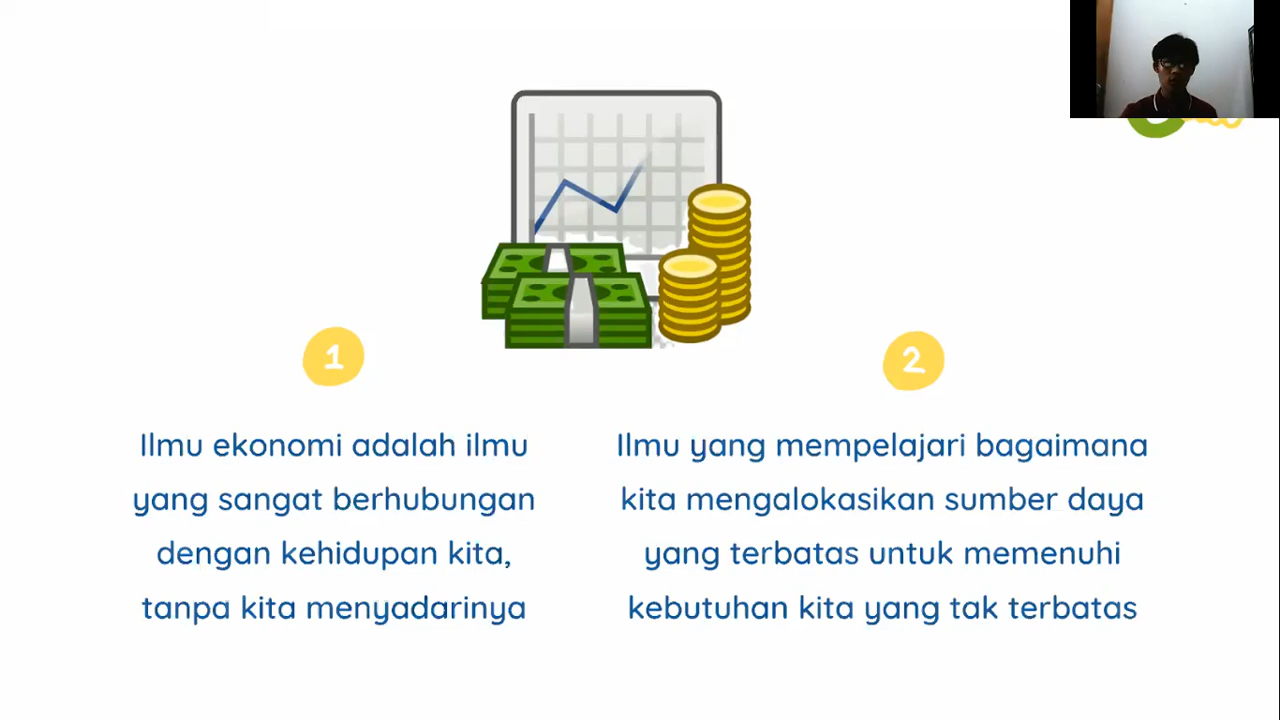 1
Ilmu ekonomi adalah ilmu
yang sangat berhubungan
dengan kehidupan kita,
tanpa kita menyadarinya
2
Ilmu yang mempelajari bagaimana
kita mengalokasikan sumber daya
yang terbatas untuk memenuhi
kebutuhan kita yang tak terbatas